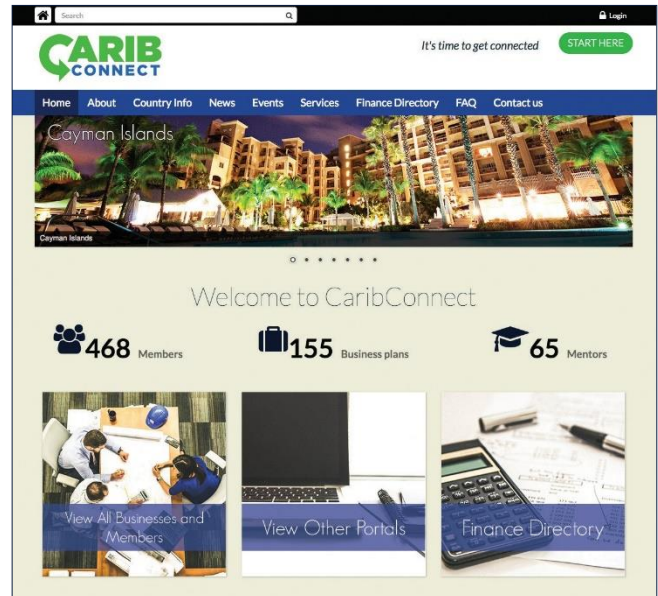 Search
Login
CARIB
CONNECT
It's time to get connected
START HERE
Home About Country Info News Events Services Finance Directory FAQ Contact us
Cayman Islands
Cayman Islands
Welcome to CaribConnect
468 Members
155 Business plans
65 Mentors
View All Businesses and
Members
View Other Portals
Finance Directory